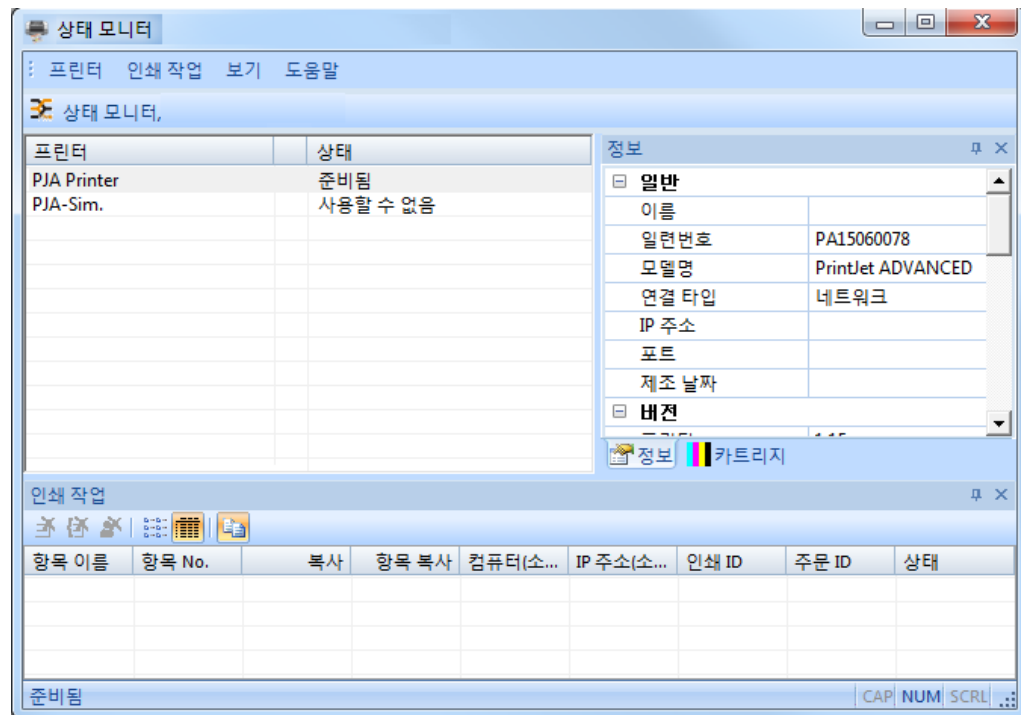 상태 모니터
프린터 인쇄 작업 보기 도움말
상태 모니터,
프린터 상태
PJA Printer 준비됨
PJA-Sim. 사용할 수 없음
정보
일반
이름
일련번호 PA15060078
모델명 PrintJet ADVANCED
연결 타입 네트워크
IP 주소
포트
제조 날짜
버전
정보 카트리지
인쇄 작업
항목 이름 항목 No. 복사 항목 복사 컴퓨터(소... IP 주소(소... 인쇄 ID 주문 ID 상태
준비됨 CAP NUM SCRL